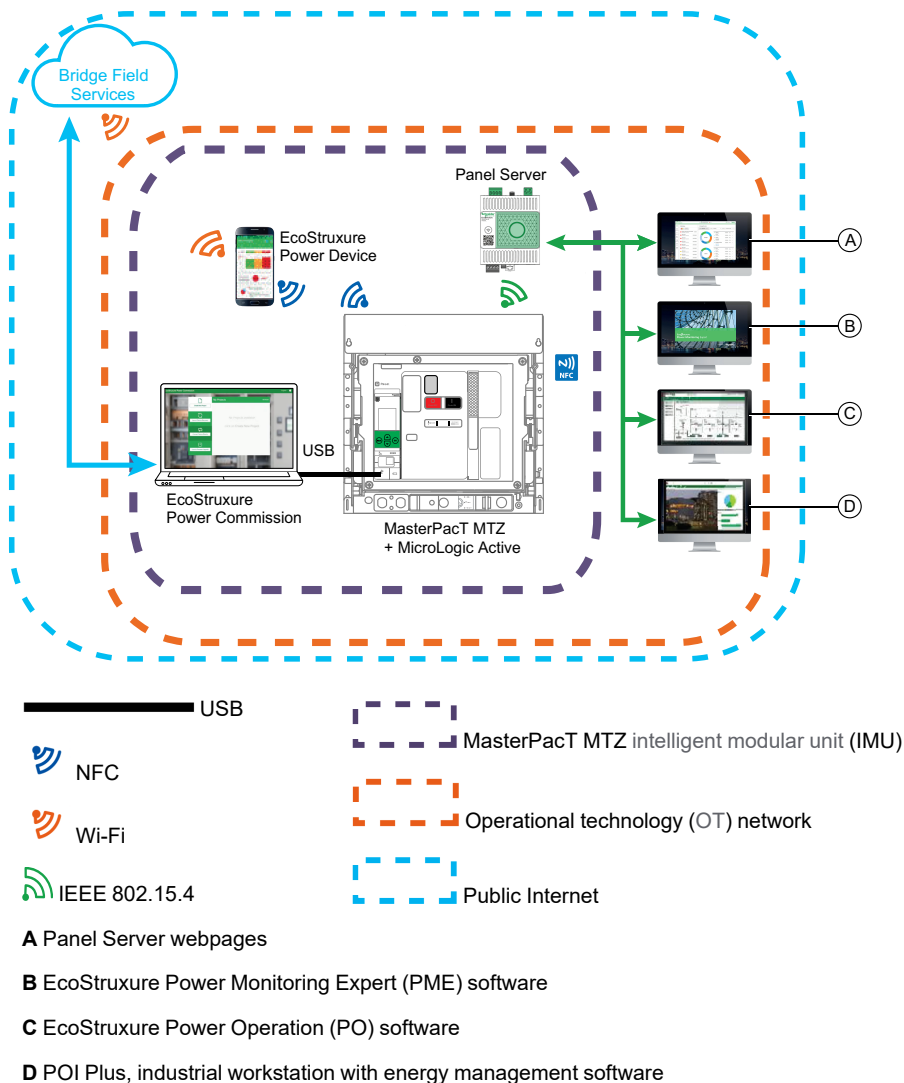 Bridge Field
Services
Panel Server
EcoStruxure
Power Device
A
B
NFC
C
USB
EcoStruxure
Power Commission
D
MasterPacT MTZ
+ MicroLogic Active
USB
MasterPacT MTZ intelligent modular unit (IMU)
NFC
Operational technology (OT) network
Wi-Fi
IEEE 802.15.4
Public Internet
A Panel Server webpages
B EcoStruxure Power Monitoring Expert (PME) software
C EcoStruxure Power Operation (PO) software
D POI Plus, industrial workstation with energy management software